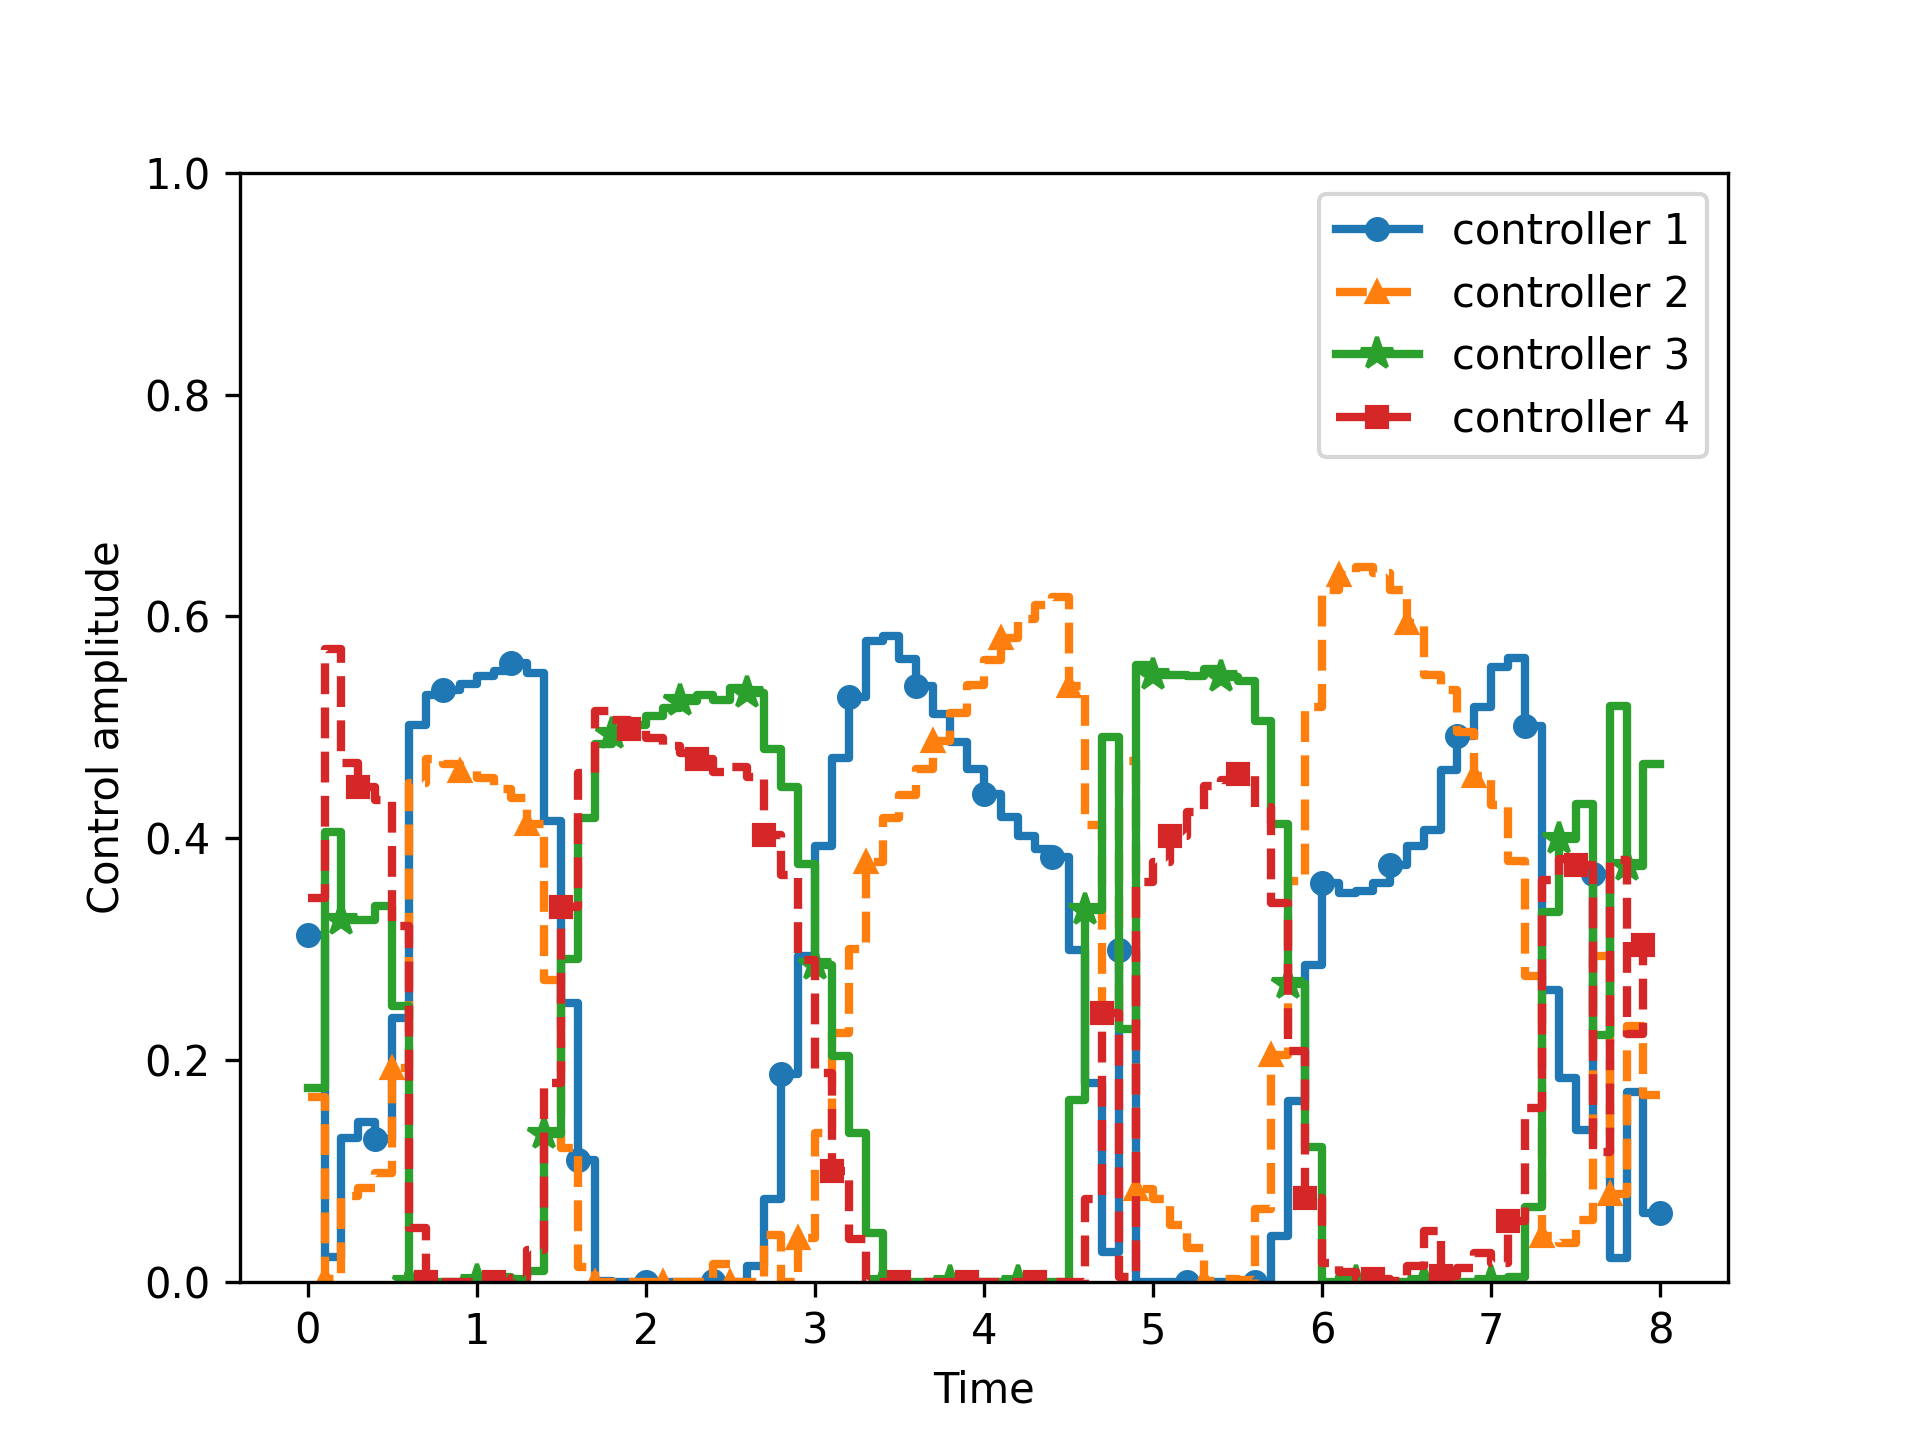 controller 1
controller 2
controller 3
controller 4
Control amplitude
1.0
0.8
0.6
0.4
0.2
0.0
0 1 2 3 4 5 6 7 8
Time